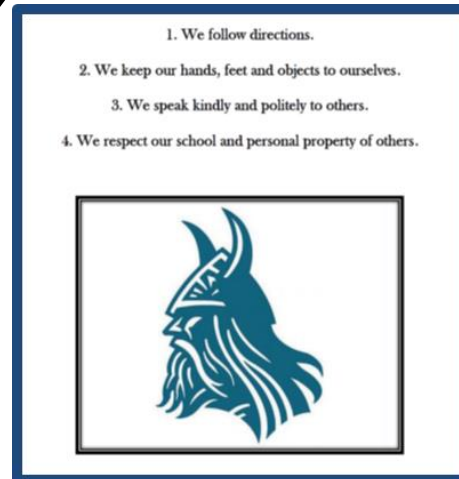 1. We follow directions.
2. We keep our hands, feet and objects to ourselves.
3. We speak kindly and politely to others.
4. We respect our school and personal property of others.